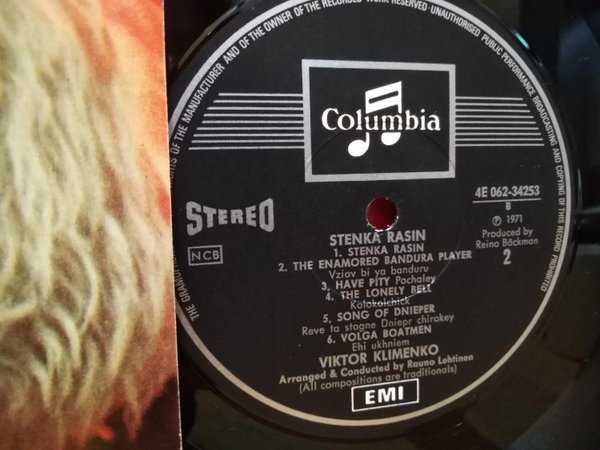 RTS OF THE MANUFACTURER AND OF THE OWNER OF THE RECORDED WORK RESERVED·UNAUTHORISED PUBLIC PERFORMANCE BROADCASTING AND COPYING OF THIS RECORD PROHIBITED
THE GRAM
Columbia
STEREO
NCB
4E 062-34253
B
℗ 1971
Produced by
Reino Bäckman
2
STENKA RASIN
1. STENKA RASIN
2. THE ENAMORED BANDURA PLAYER
Vziav bi ya banduru
3. HAVE PITY Pochaley
4. THE LONELY BELL
Kolokolchick
5. SONG OF DNIEPER
Reve ta stogne Dniepr chirokey
6. VOLGA BOATMEN
Ehi ukhniem
VIKTOR KLIMENKO
Arranged & Conducted by Rauno Lehtinen
(All compositions are traditionals)
EMI